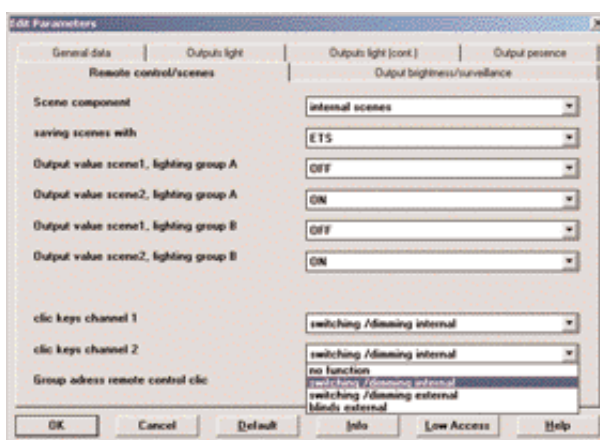 Edit Parameters
General data
Outputs light
Outputs light (cont.)
Output pesence
Remote control/scenes
Output brightness/surveillance
Scene component
internal scenes
saving scenes with
ETS
Output value scene1, lighting group A
OFF
Output value scene2, lighting group A
ON
Output value scene1, lighting group B
OFF
Output value scene2, lighting group B
ON
clic keys channel 1
switching /dimming internal
clic keys channel 2
switching /dimming internal
no function
switching /dimming internal
Group adress remote control clic
switching /dimming external
blinds external
OK
Cancel
Default
Info
Low Access
Help